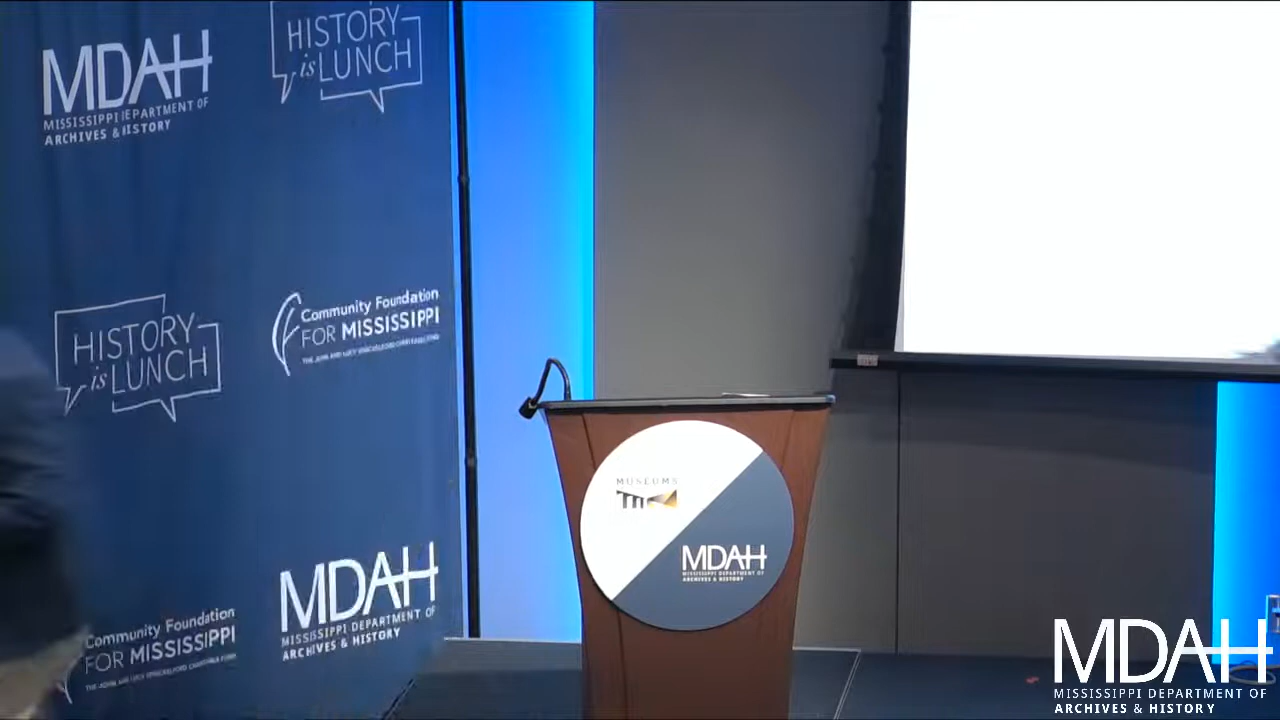 MDAH
MISSISSIPPI DEPARTMENT OF
ARCHIVES & HISTORY
HISTORY
is LUNCH
HISTORY
is LUNCH
Community Foundation
FOR MISSISSIPPI
Community Foundation
FOR MISSISSIPPI
MDAH
MISSISSIPPI DEPARTMENT OF
ARCHIVES & HISTORY
MUSEUMS
MDAH
MISSISSIPPI DEPARTMENT OF
ARCHIVES & HISTORY
MDAH
MISSISSIPPI DEPARTMENT OF
ARCHIVES & HISTORY